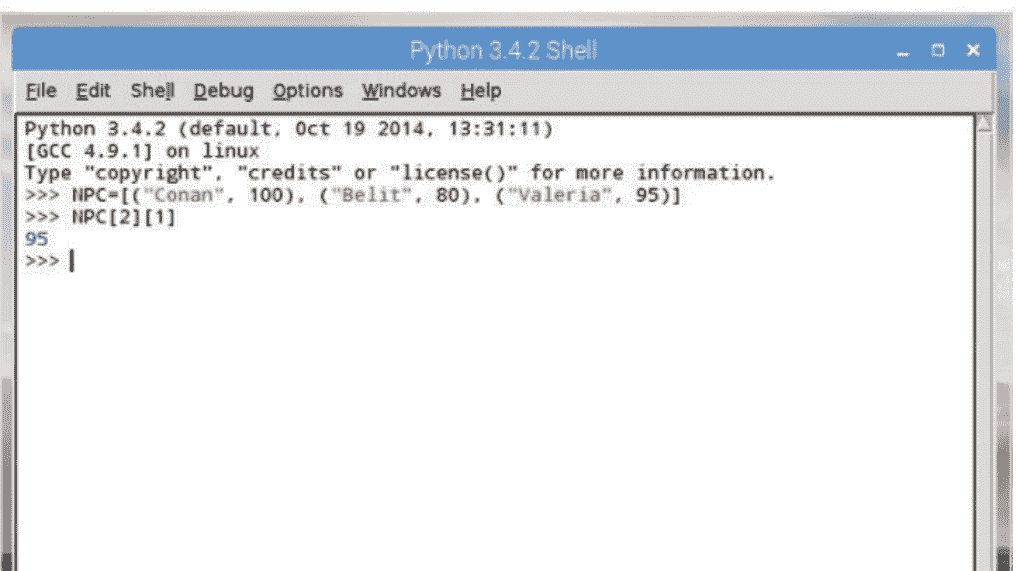 Python 3.4.2 Shell
File Edit Shell Debug Options Windows Help
Python 3.4.2 (default, Oct 19 2014, 13:31:11)
[GCC 4.9.1] on linux
Type "copyright", "credits" or "license()" for more information.
>>> NPC=[("Conan", 100), ("Belit", 80), ("Valeria", 95)]
>>> NPC[2][1]
95
>>>